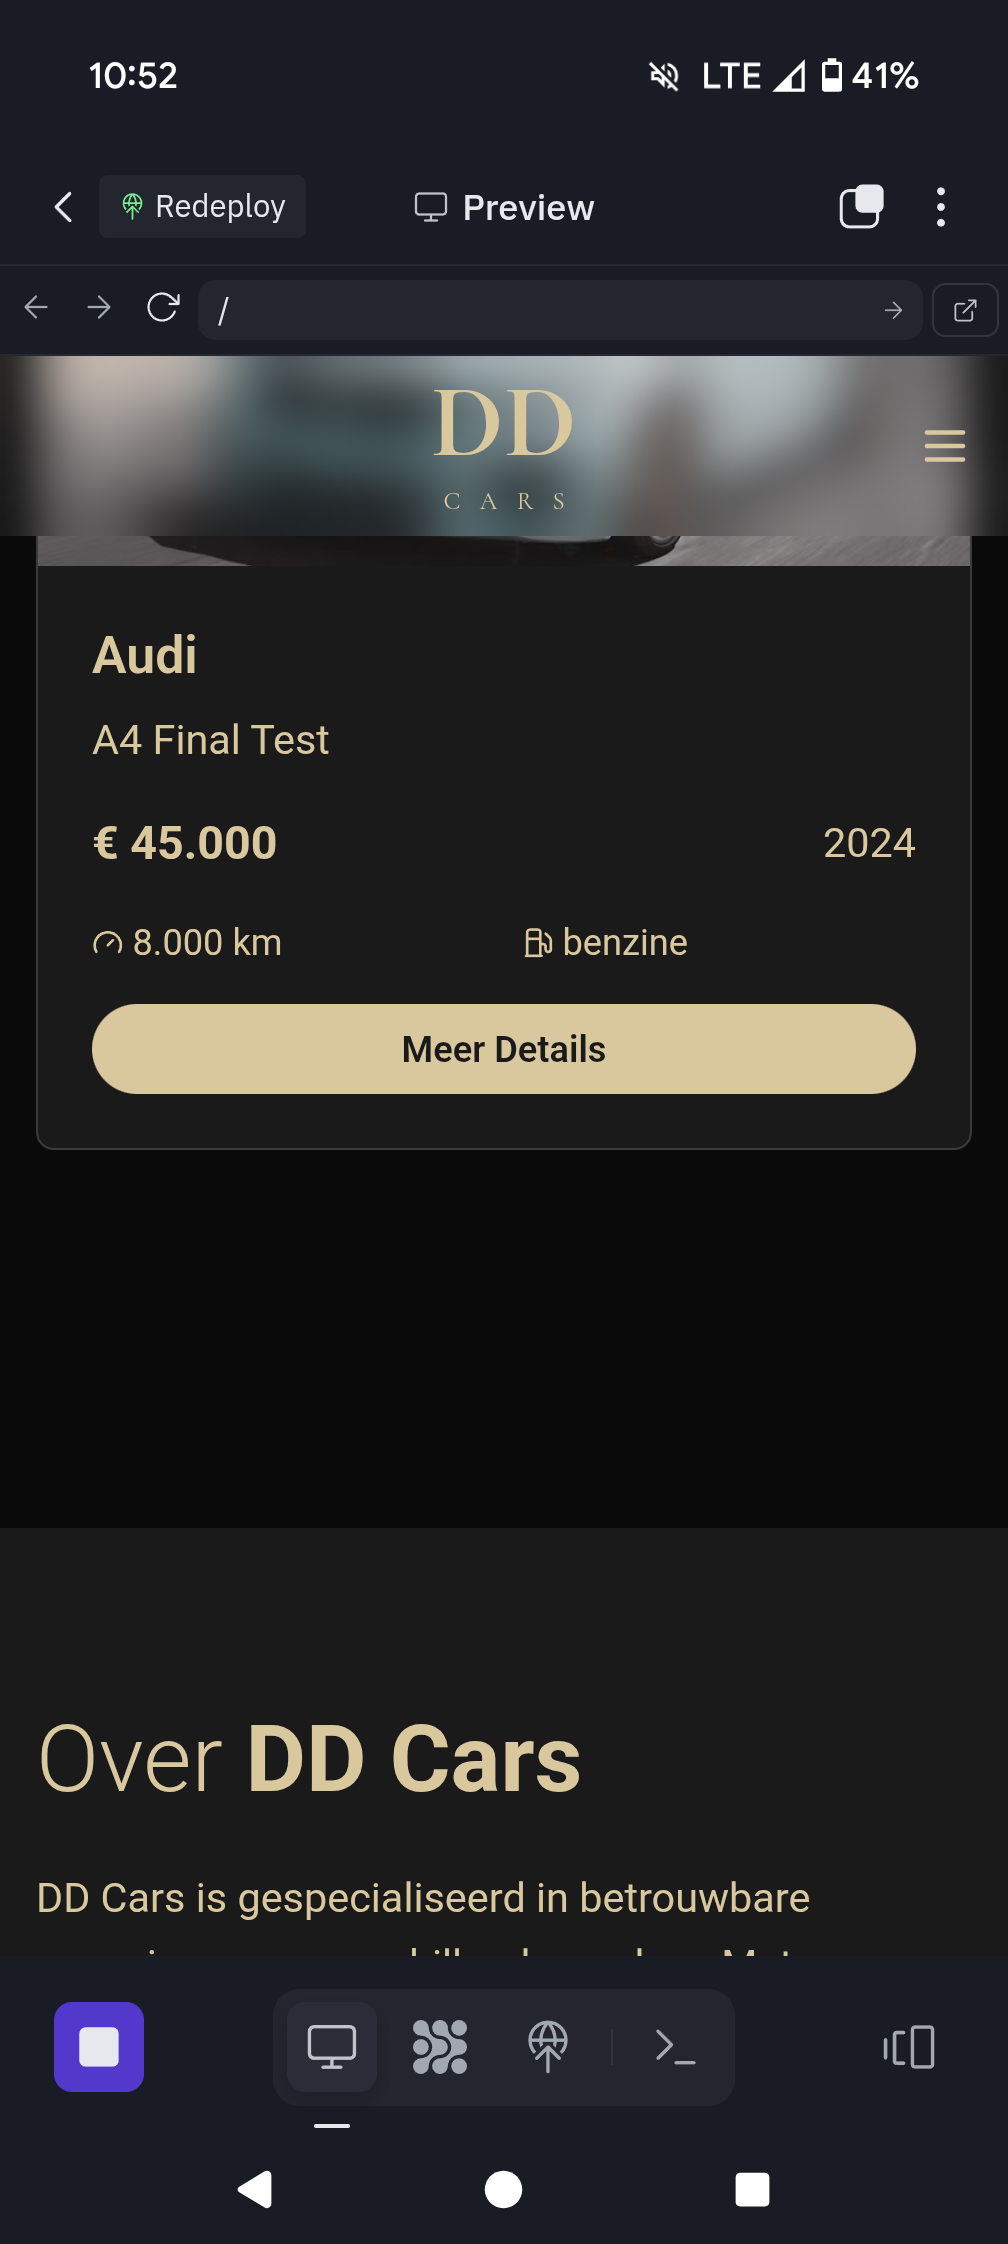 10:52
LTE 41%
Redeploy
Preview
/
DD
CARS
Audi
A4 Final Test
€ 45.000
2024
8.000 km
benzine
Meer Details
Over DD Cars
DD Cars is gespecialiseerd in betrouwbare